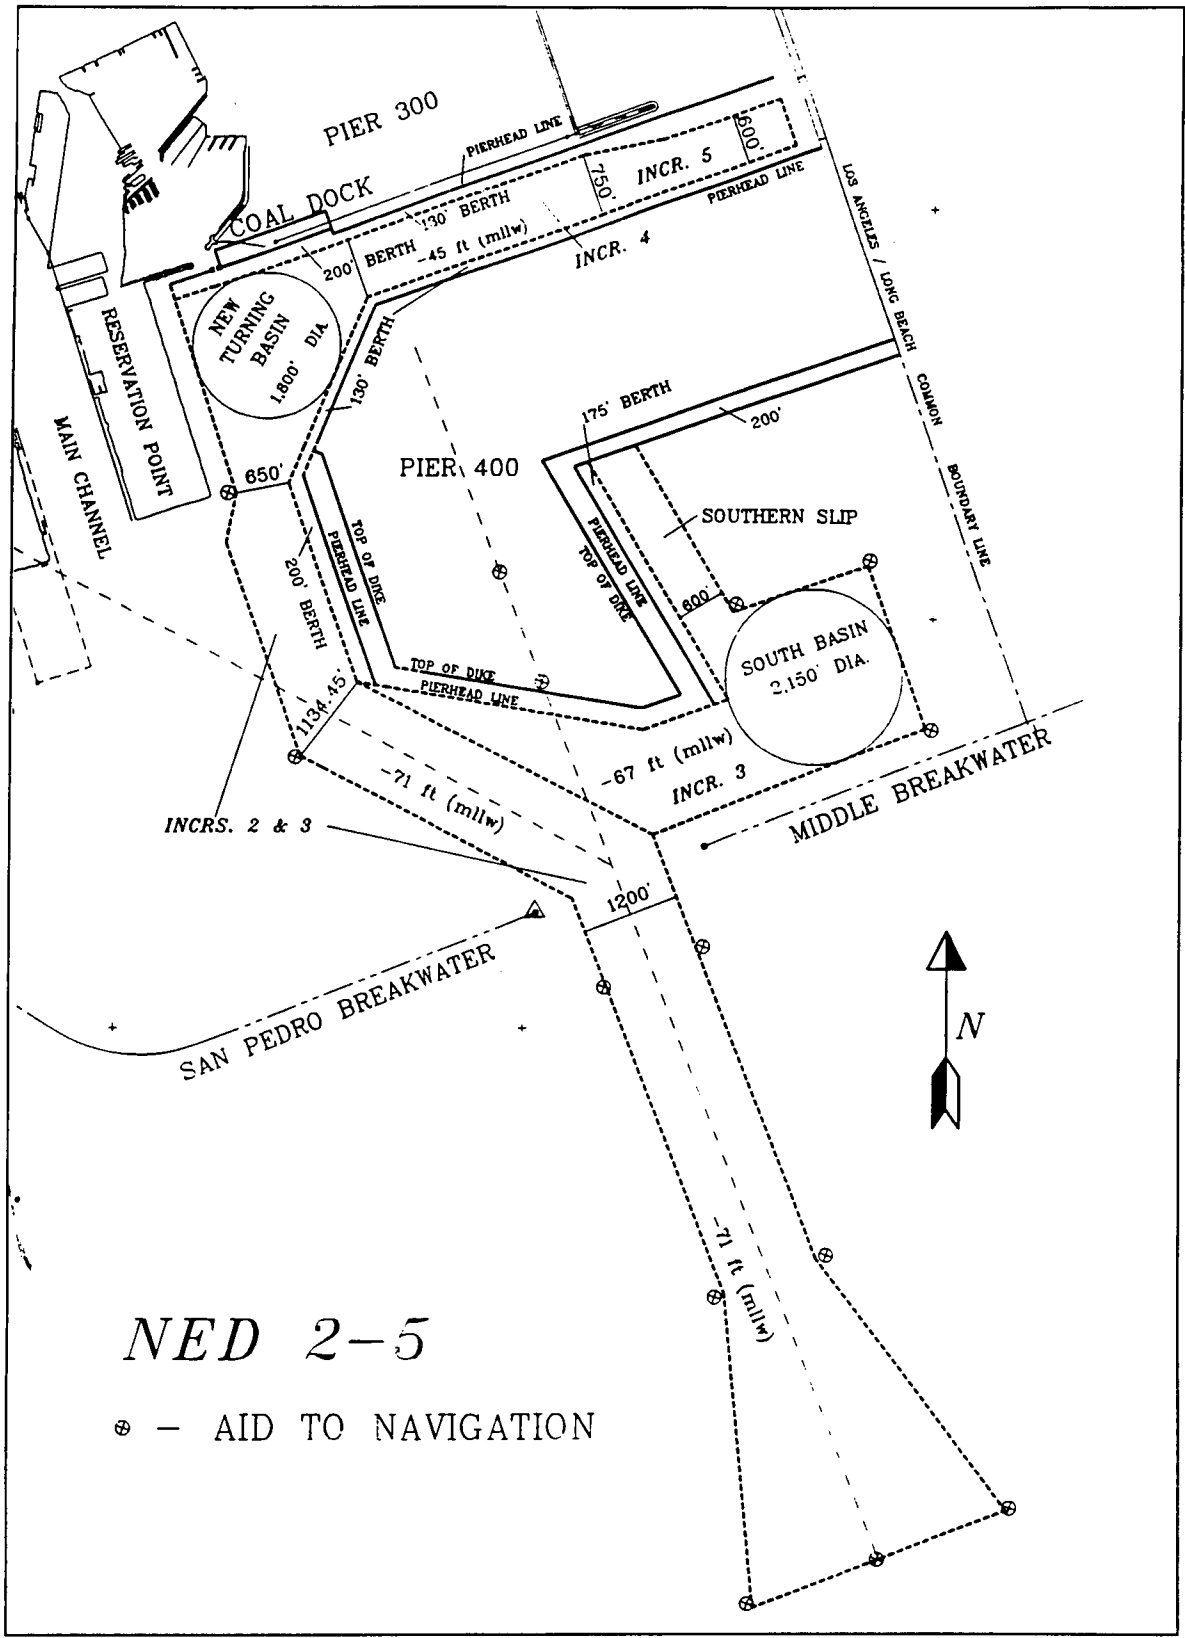 PIER 300
PIERHEAD LINE
COAL DOCK
600'
INCR. 5
750'
PIERHEAD LINE
130' BERTH
200' BERTH
-45 ft (mllw)
INCR. 4
LOS ANGELES / LONG BEACH COMMON BOUNDARY LINE
NEW
TURNING
BASIN
1,800' DIA.
130' BERTH
RESERVATION POINT
MAIN CHANNEL
175' BERTH
200'
650'
PIER 400
SOUTHERN SLIP
TOP OF DIKE
PIERHEAD LINE
200' BERTH
PIERHEAD LINE
TOP OF DIKE
600'
SOUTH BASIN
2,150' DIA.
TOP OF DIKE
PIERHEAD LINE
1134.45'
-67 ft (mllw)
INCR. 3
-71 ft (mllw)
MIDDLE BREAKWATER
INCRS. 2 & 3
1200'
SAN PEDRO BREAKWATER
N
-71 ft (mllw)
NED 2-5
⊗ – AID TO NAVIGATION